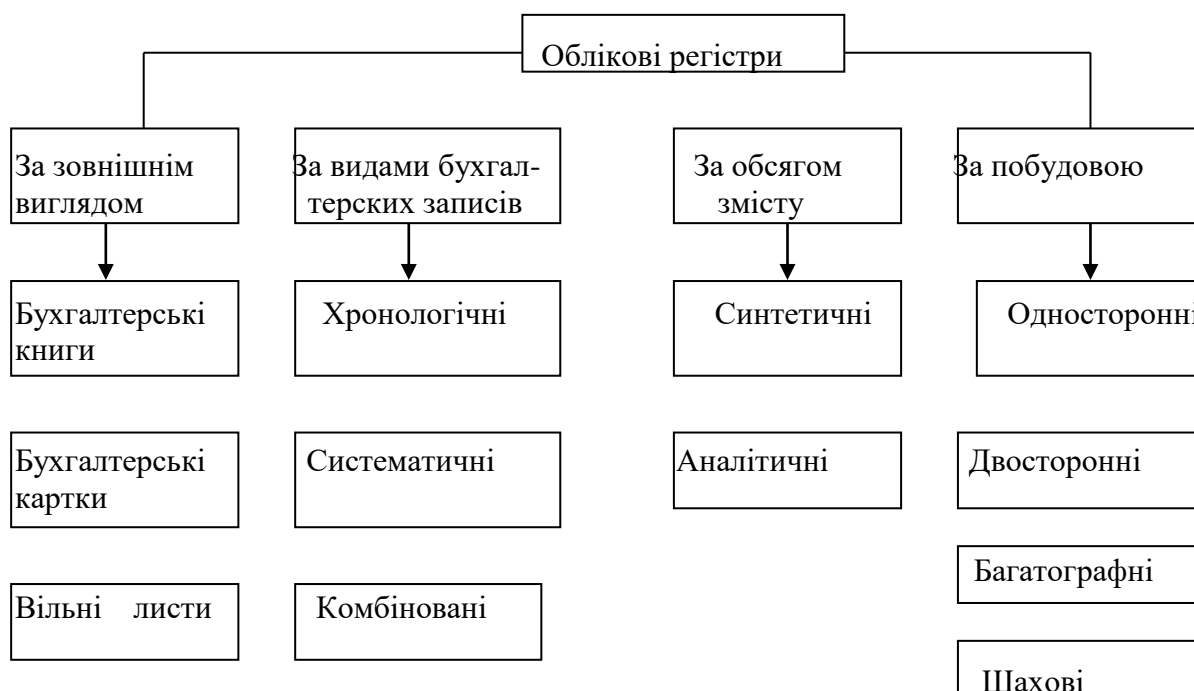 Облікові регістри
За зовнішнім
виглядом
За видами бухгал-
терских записів
За обсягом
змісту
За побудовою
Бухгалтерські
книги
Хронологічні
Синтетичні
Односторонні
Бухгалтерські
картки
Систематичні
Аналітичні
Двосторонні
Багатографні
Вільні листи
Комбіновані
Шахові